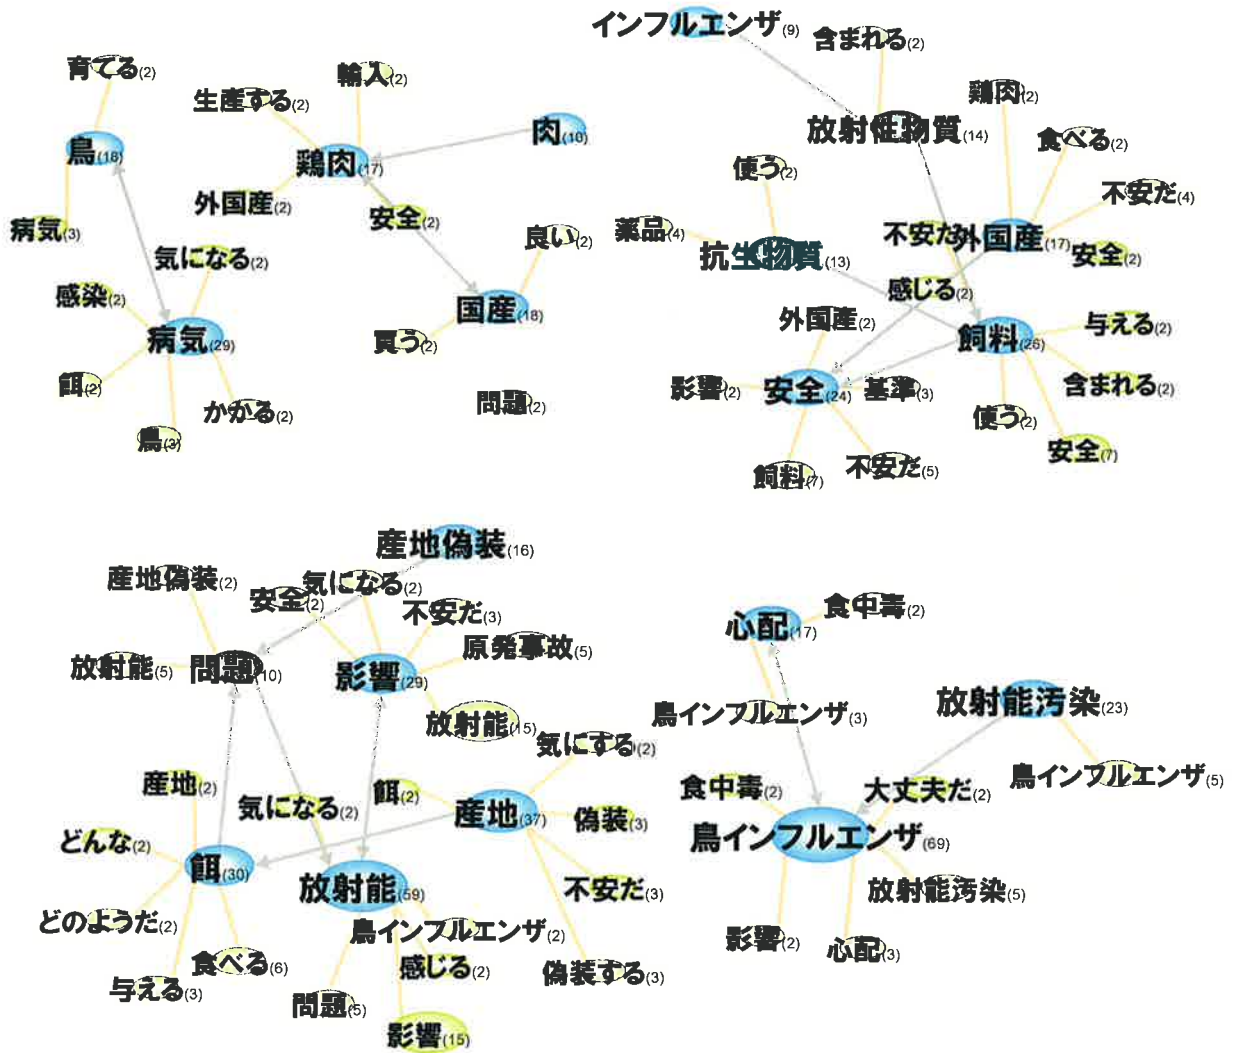 育てる(2)
鳥(18)
病気(3)
生産する(2)
輸入(2)
肉(10)
鶏肉(17)
外国産(2)
安全(2)
良い(2)
国産(18)
買う(2)
問題(2)
気になる(2)
感染(2)
病気(29)
餌(2)
かかる(2)
鳥(3)
インフルエンザ(9)
含まれる(2)
放射性物質(14)
鶏肉(2)
食べる(2)
使う(2)
不安だ(4)
薬品(4)
抗生物質(13)
不安だ
外国産(17)
安全(2)
感じる(2)
外国産(2)
飼料(26)
与える(2)
影響(2)
安全(24)
基準(3)
含まれる(2)
使う(2)
飼料(7)
不安だ(5)
安全(7)
産地偽装(16)
産地偽装(2)
安全(2)
気になる(2)
不安だ(3)
放射能(5)
問題(10)
影響(29)
原発事故(5)
放射能(15)
気にする(2)
産地(2)
気になる(2)
餌(2)
産地(37)
偽装(3)
どんな(2)
餌(30)
放射能(59)
不安だ(3)
どのようだ(2)
鳥インフルエンザ(2)
与える(3)
食べる(6)
感じる(2)
偽装する(3)
問題(5)
影響(15)
心配(17)
食中毒(2)
鳥インフルエンザ(3)
放射能汚染(23)
鳥インフルエンザ(5)
食中毒(2)
大丈夫だ(2)
鳥インフルエンザ(69)
放射能汚染(5)
影響(2)
心配(3)